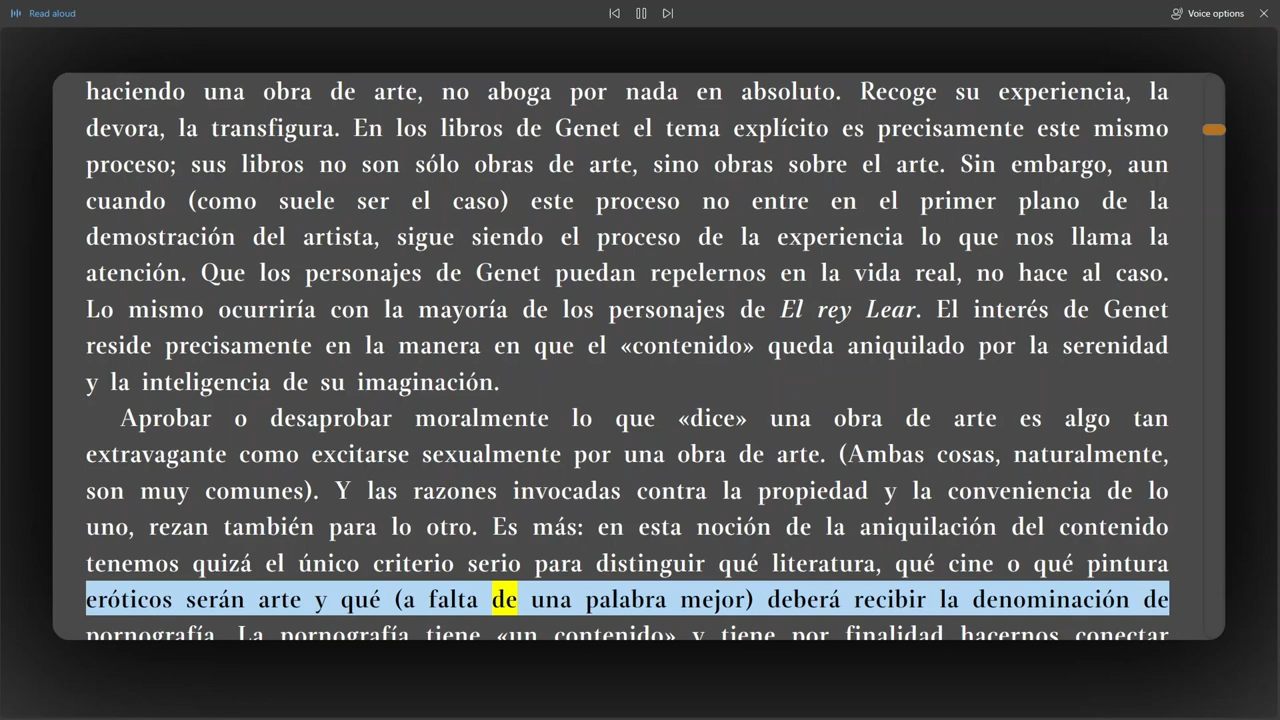 Read aloud
Voice options
haciendo una obra de arte, no aboga por nada en absoluto. Recoge su experiencia, la
devora, la transfigura. En los libros de Genet el tema explícito es precisamente este mismo
proceso; sus libros no son sólo obras de arte, sino obras sobre el arte. Sin embargo, aun
cuando (como suele ser el caso) este proceso no entre en el primer plano de la
demostración del artista, sigue siendo el proceso de la experiencia lo que nos llama la
atención. Que los personajes de Genet puedan repelernos en la vida real, no hace al caso.
Lo mismo ocurriría con la mayoría de los personajes de El rey Lear. El interés de Genet
reside precisamente en la manera en que el «contenido» queda aniquilado por la serenidad
y la inteligencia de su imaginación.
Aprobar o desaprobar moralmente lo que «dice» una obra de arte es algo tan
extravagante como excitarse sexualmente por una obra de arte. (Ambas cosas, naturalmente,
son muy comunes). Y las razones invocadas contra la propiedad y la conveniencia de lo
uno, rezan también para lo otro. Es más: en esta noción de la aniquilación del contenido
tenemos quizá el único criterio serio para distinguir qué literatura, qué cine o qué pintura
eróticos serán arte y qué (a falta de una palabra mejor) deberá recibir la denominación de
pornografía. La pornografía tiene «un contenido» y tiene por finalidad hacernos conectar